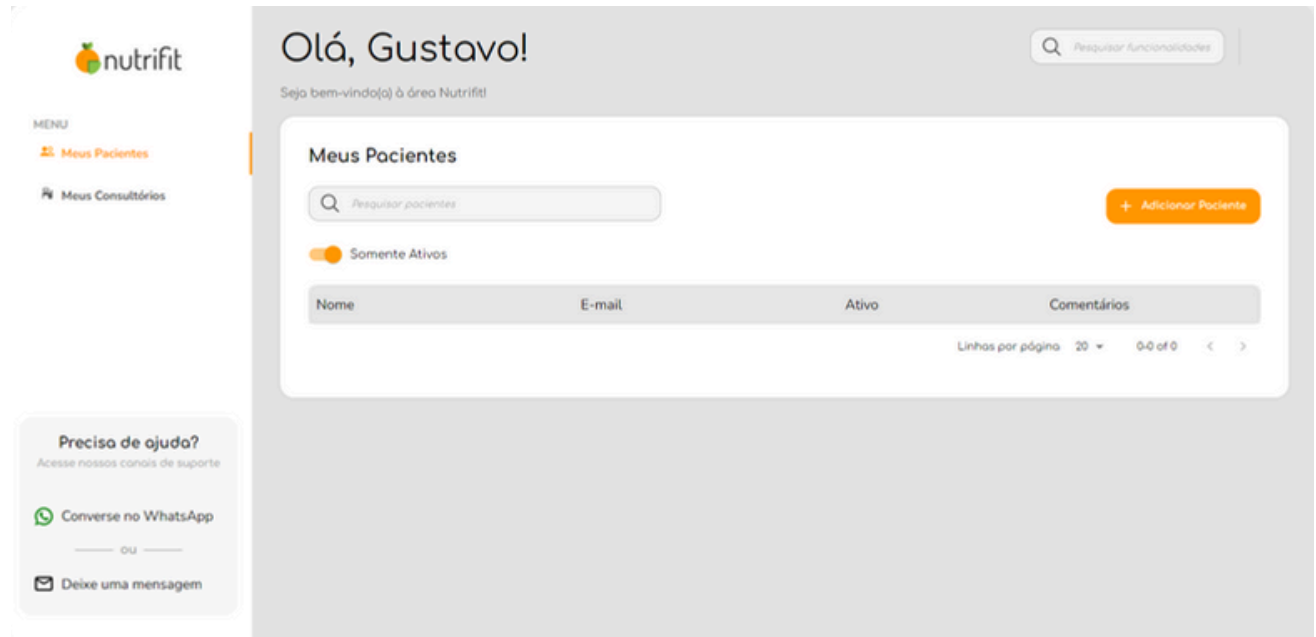 nutrifit
MENU
Meus Pacientes
Meus Consultórios
Precisa de ajuda?
Acesse nossos canais de suporte
Converse no WhatsApp
ou
Deixe uma mensagem
Olá, Gustavo!
Pesquisar funcionalidades
Seja bem-vindo(a) à área Nutrifit!
Meus Pacientes
Pesquisar pacientes
+ Adicionar Paciente
Somente Ativos
Nome E-mail Ativo Comentários
Linhas por página 20 0-0 of 0